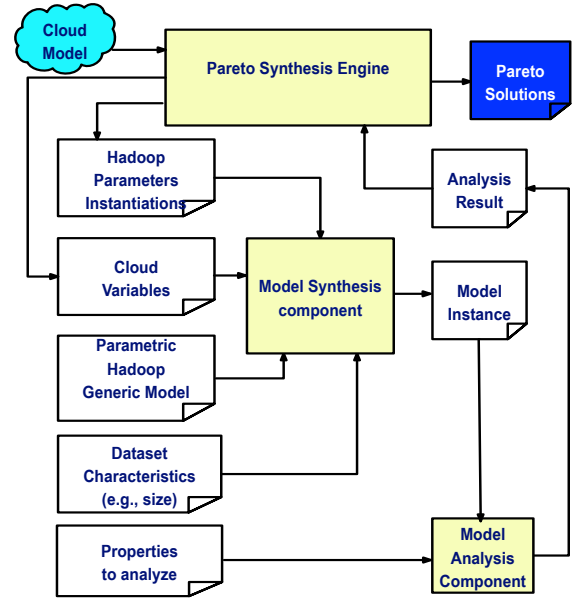 Cloud
Model
Pareto Synthesis Engine
Pareto
Solutions
Hadoop
Parameters
Instantiations
Analysis
Result
Cloud
Variables
Model Synthesis
component
Model
Instance
Parametric
Hadoop
Generic Model
Dataset
Characteristics
(e.g., size)
Properties
to analyze
Model
Analysis
Component